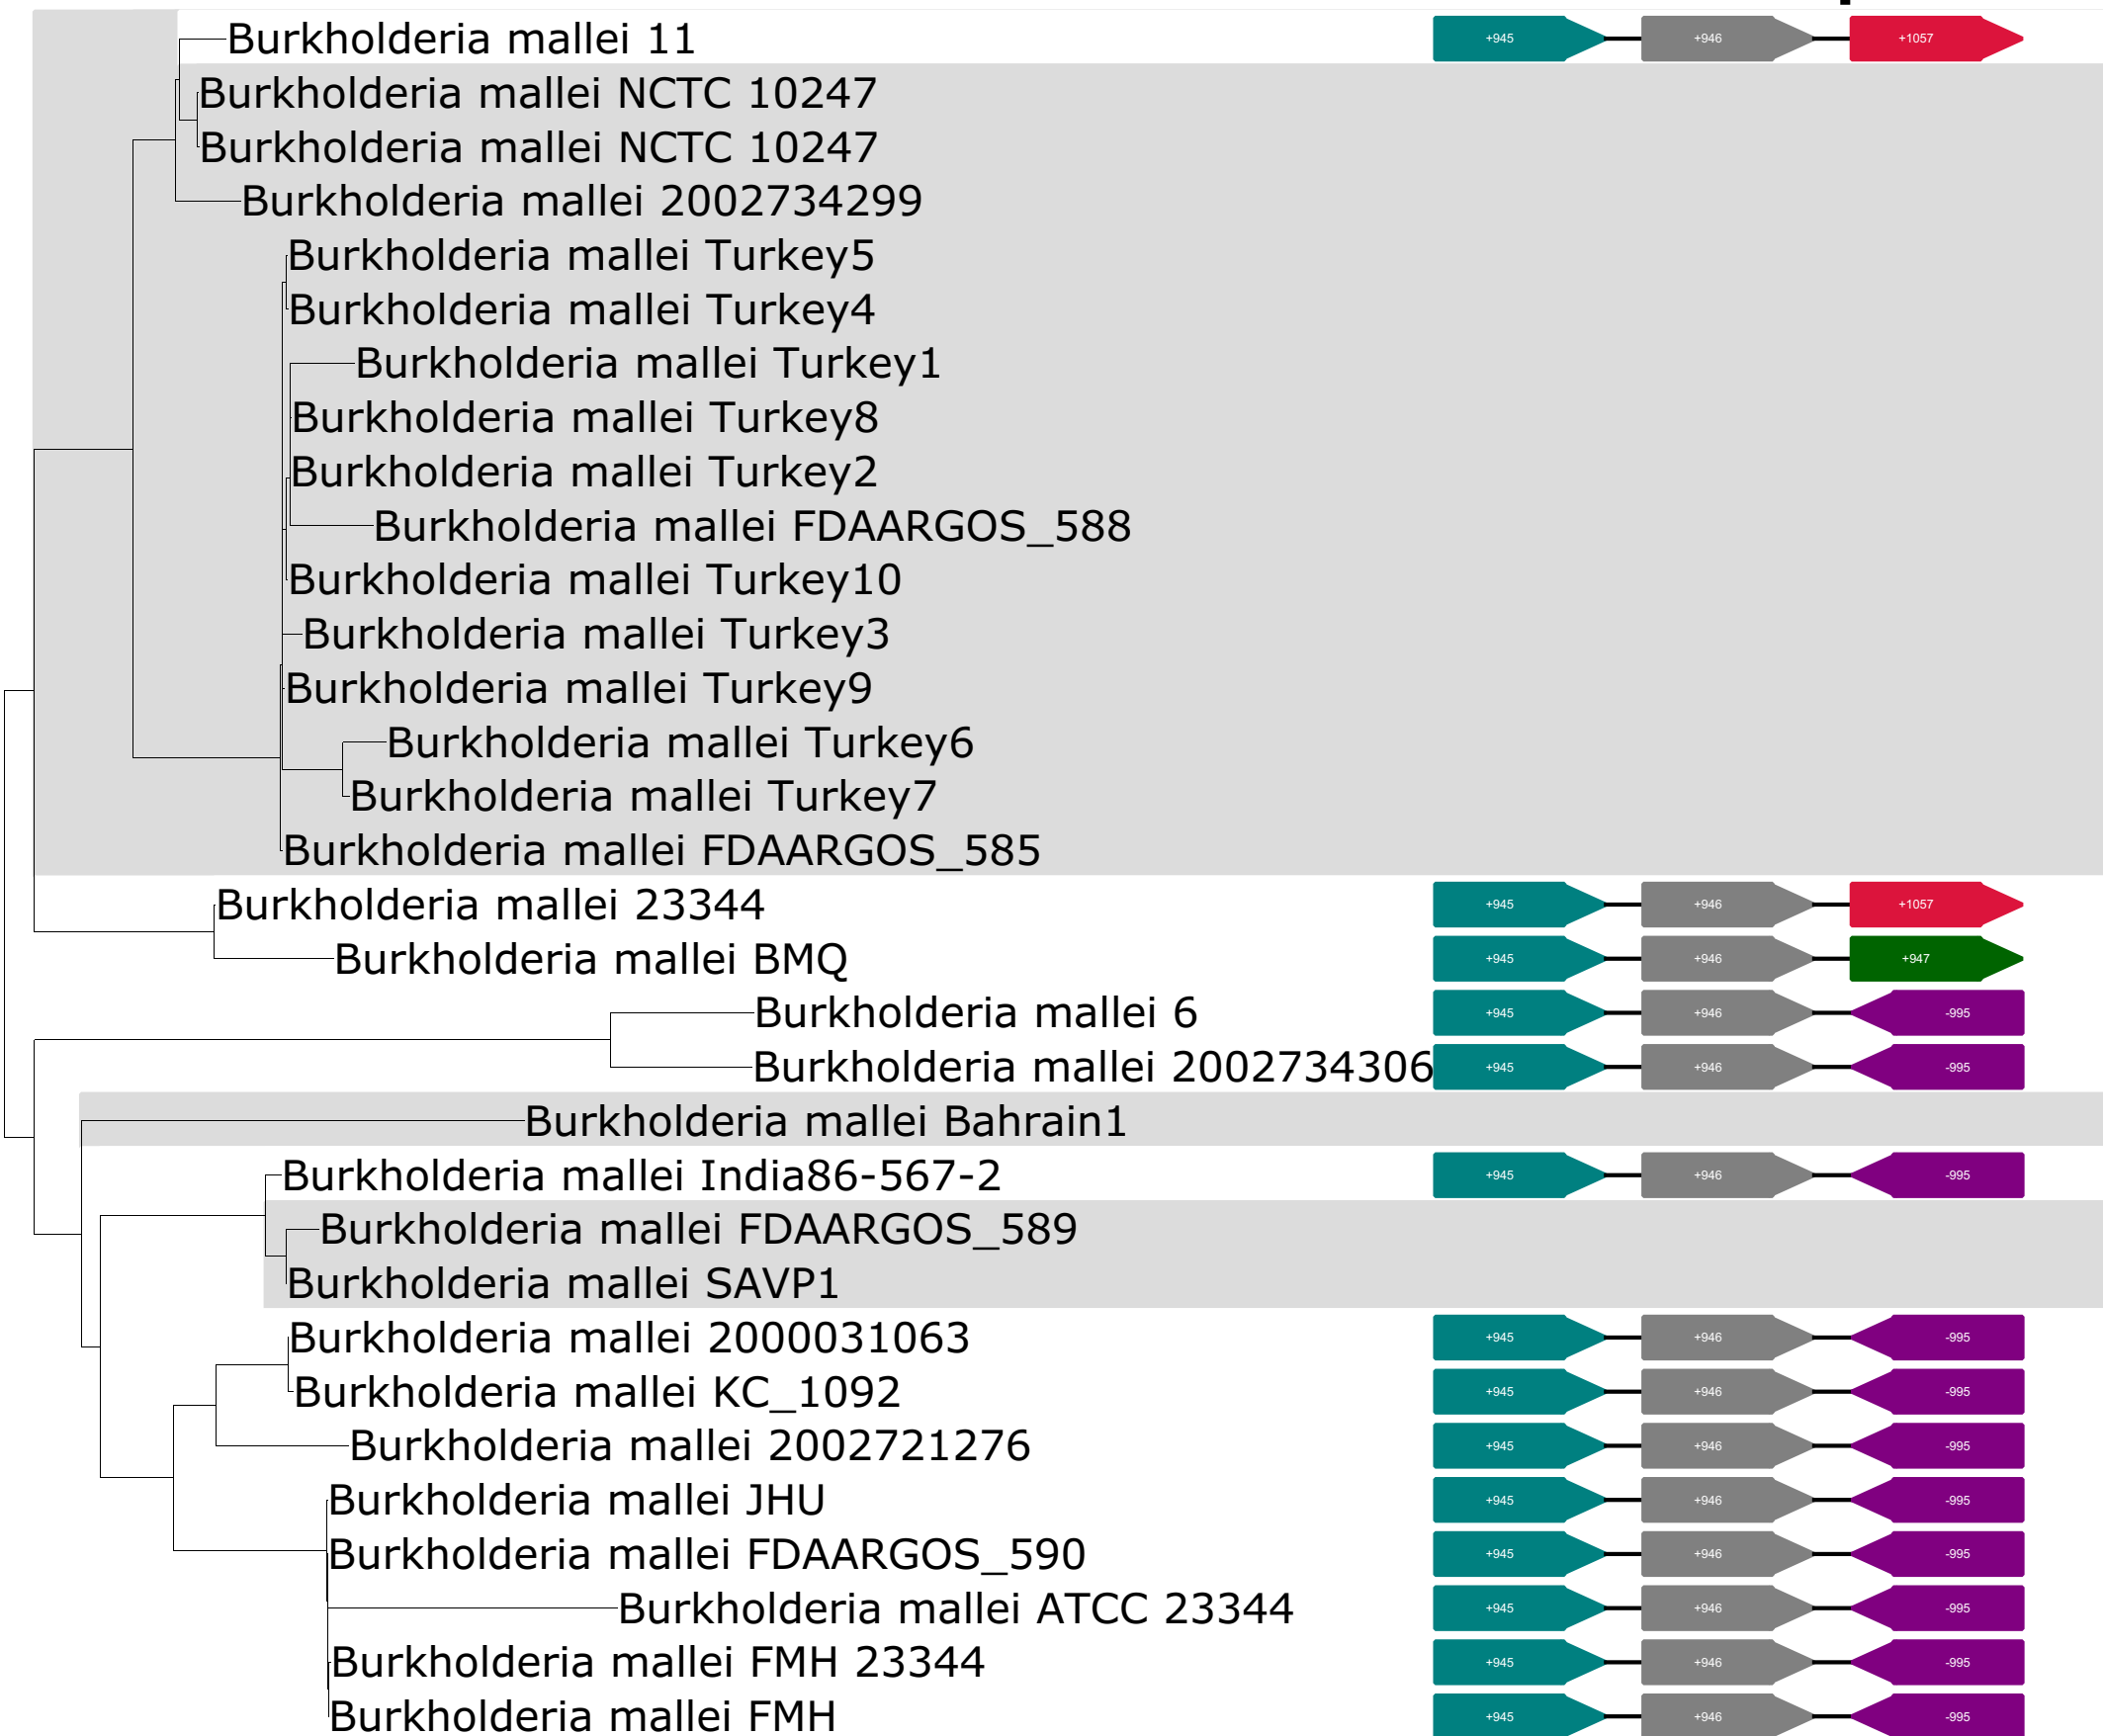 Burkholderia mallei 11 +945 +946 +1057
Burkholderia mallei NCTC 10247
Burkholderia mallei NCTC 10247
Burkholderia mallei 2002734299
Burkholderia mallei Turkey5
Burkholderia mallei Turkey4
Burkholderia mallei Turkey1
Burkholderia mallei Turkey8
Burkholderia mallei Turkey2
Burkholderia mallei FDAARGOS_588
Burkholderia mallei Turkey10
Burkholderia mallei Turkey3
Burkholderia mallei Turkey9
Burkholderia mallei Turkey6
Burkholderia mallei Turkey7
Burkholderia mallei FDAARGOS_585
Burkholderia mallei 23344 +945 +946 +1057
Burkholderia mallei BMQ +945 +946 +947
Burkholderia mallei 6 +945 +946 -995
Burkholderia mallei 2002734306 +945 +946 -995
Burkholderia mallei Bahrain1
Burkholderia mallei India86-567-2 +945 +946 -995
Burkholderia mallei FDAARGOS_589
Burkholderia mallei SAVP1
Burkholderia mallei 2000031063 +945 +946 -995
Burkholderia mallei KC_1092 +945 +946 -995
Burkholderia mallei 2002721276 +945 +946 -995
Burkholderia mallei JHU +945 +946 -995
Burkholderia mallei FDAARGOS_590 +945 +946 -995
Burkholderia mallei ATCC 23344 +945 +946 -995
Burkholderia mallei FMH 23344 +945 +946 -995
Burkholderia mallei FMH +945 +946 -995